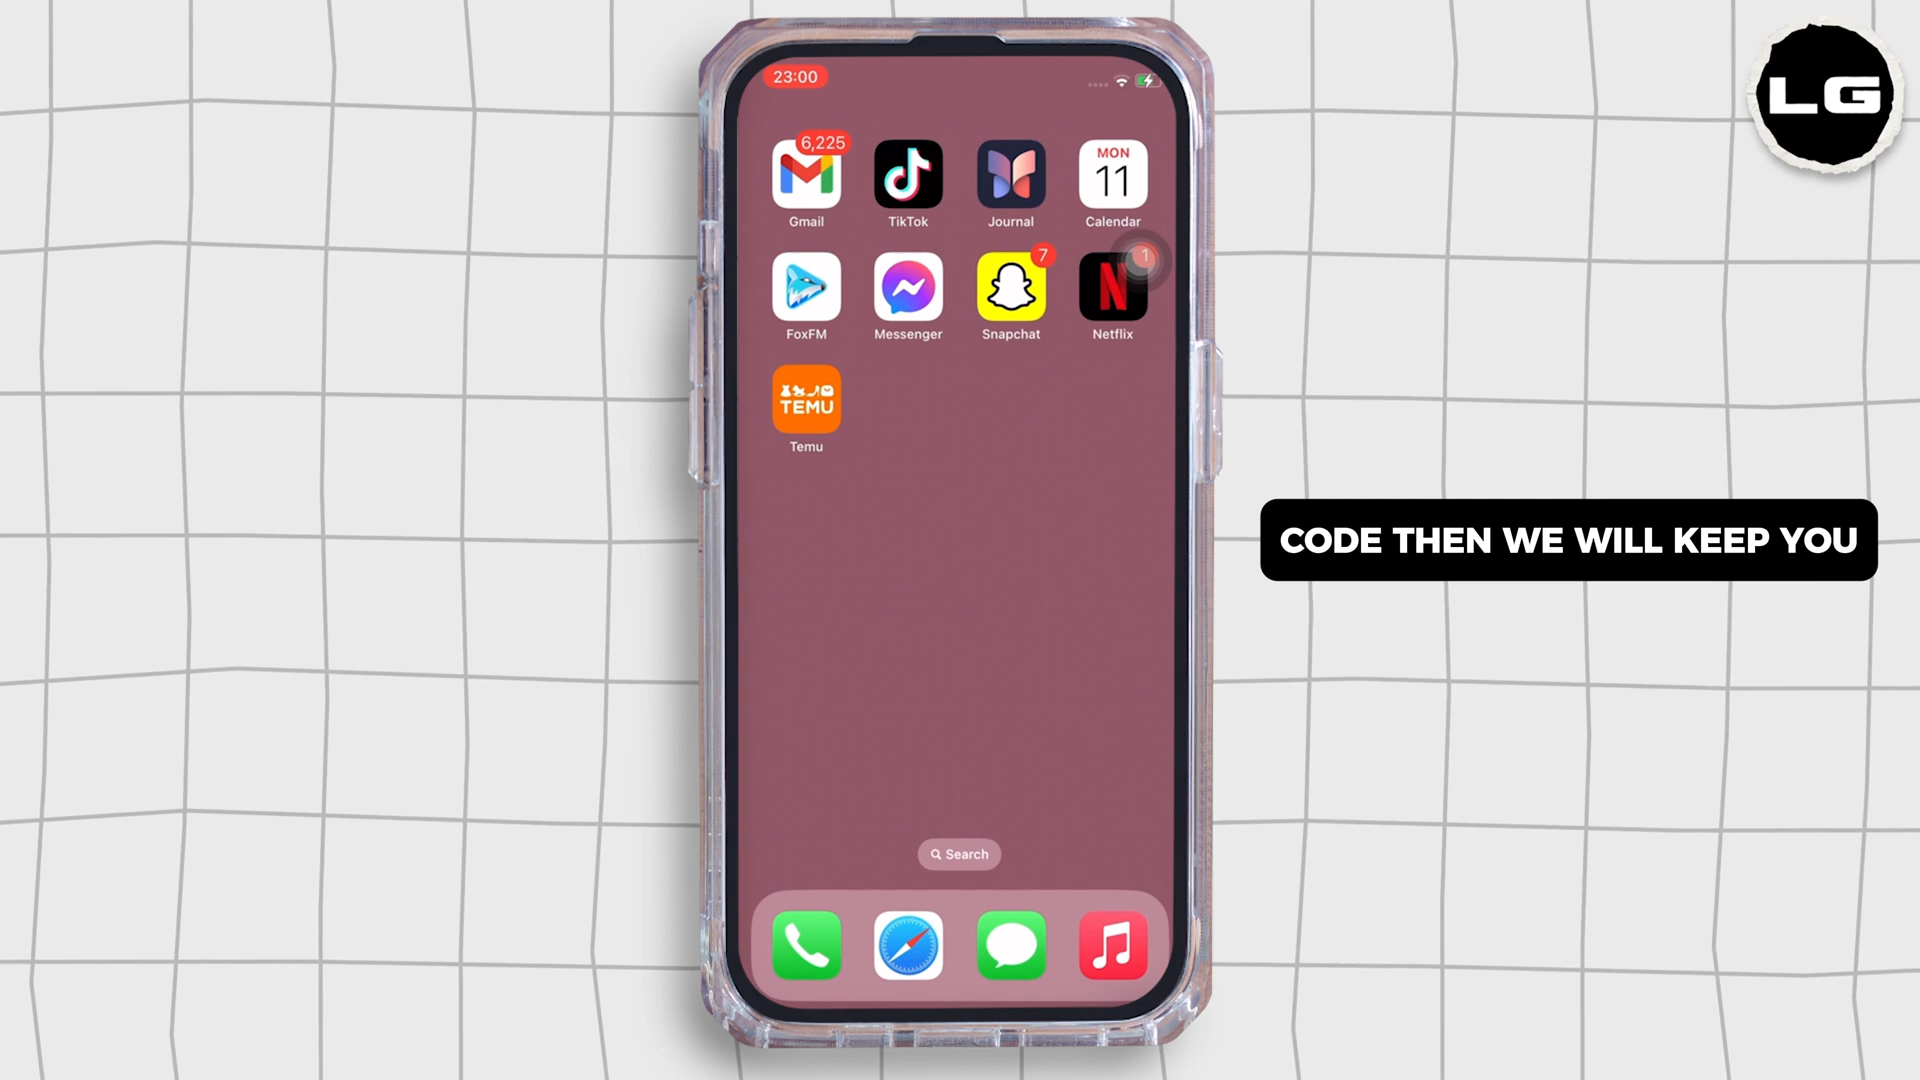 23:00
LG
6,225
MON
11
Gmail
TikTok
Journal
Calendar
7
1
N
FoxFM
Messenger
Snapchat
Netflix
TEMU
Temu
CODE THEN WE WILL KEEP YOU
Search